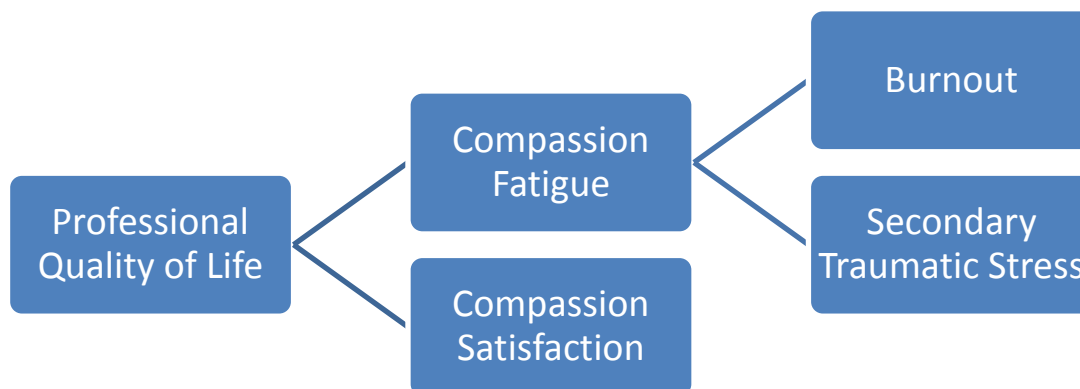 Professional
Quality of Life
Compassion
Fatigue
Compassion
Satisfaction
Burnout
Secondary
Traumatic Stress